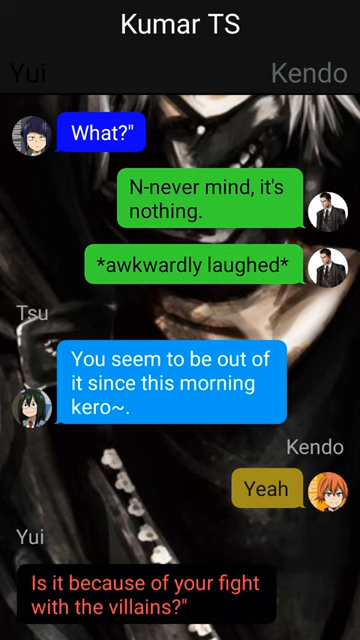 Kumar TS
Yui
Kendo
What?"
N-never mind, it's
nothing.
*awkwardly laughed*
Tsu
You seem to be out of
it since this morning
kero~.
Kendo
Yeah
Yui
Is it because of your fight
with the villains?"